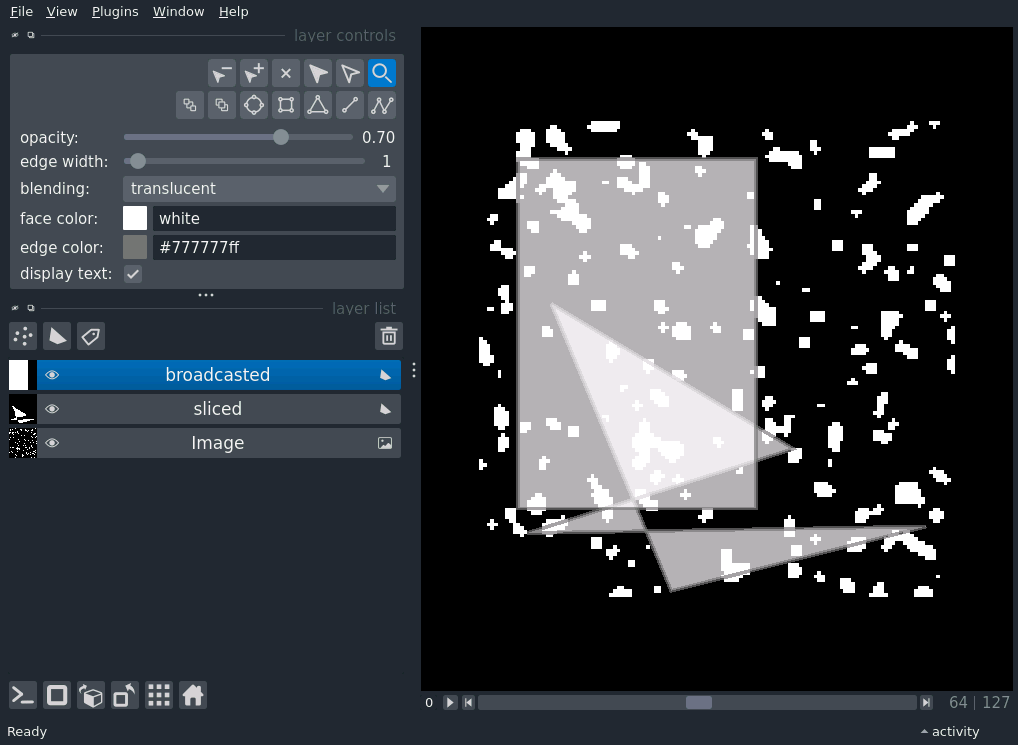 File View Plugins Window Help
layer controls
opacity: 0.70
edge width: 1
blending: translucent
face color: white
edge color: #777777ff
display text:
layer list
broadcasted
sliced
Image
0 64 | 127
Ready activity